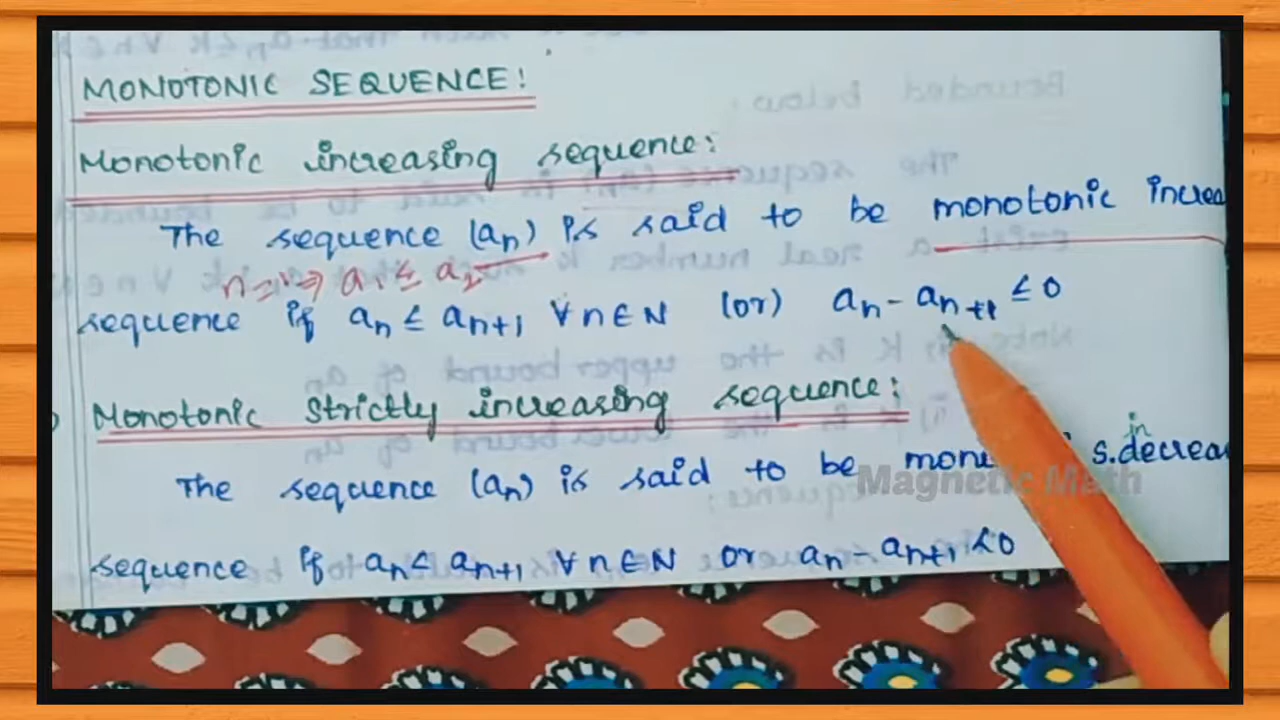 MONOTONIC SEQUENCE:
Monotonic increasing sequence:
The sequence (aₙ) is said to be monotonic increa
n=1⇒ a₁ ≤ a₂
sequence if aₙ ≤ aₙ₊₁ ∀n∈N (or) aₙ - aₙ₊₁ ≤ 0
Monotonic strictly increasing sequence:
in
The sequence (aₙ) is said to be mon s.decrea
Magnetic Math
sequence if aₙ < aₙ₊₁ ∀n∈N or aₙ - aₙ₊₁ < 0